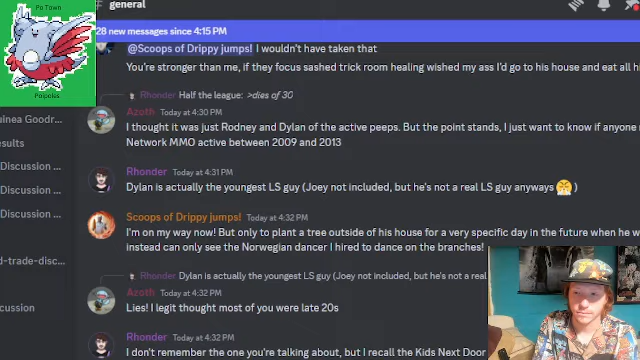 Po Town
Palpoles
general
28 new messages since 4:15 PM
@Scoops of Drippy jumps! I wouldn't have taken that
You're stronger than me, if they focus sashed trick room healing wished my ass I'd go to his house and eat all
Rhonder Half the league: >dies of 30
uinea Goodr
Azoth Today at 4:30 PM
I thought it was just Rodney and Dylan of the active peeps. But the point stands, I just want to know if anyone
Network MMO active between 2009 and 2013
esults
Discussion
Rhonder Today at 4:31 PM
Dylan is actually the youngest LS guy (Joey not included, but he's not a real LS guy anyways 😤)
Discussion
Discussion
Scoops of Drippy jumps! Today at 4:32 PM
I'm on my way now! But only to plant a tree outside of his house for a very specific day in the future when he
instead can only see the Norwegian dancer I hired to dance on the branches!
d-trade-disc...
Rhonder Dylan is actually the youngest LS guy (Joey not included, but he's not a real
Azoth Today at 4:32 PM
Lies! I legit thought most of you were late 20s
scussion
Rhonder Today at 4:32 PM
I don't remember the one you're talking about, but I recall the Kids Next Door